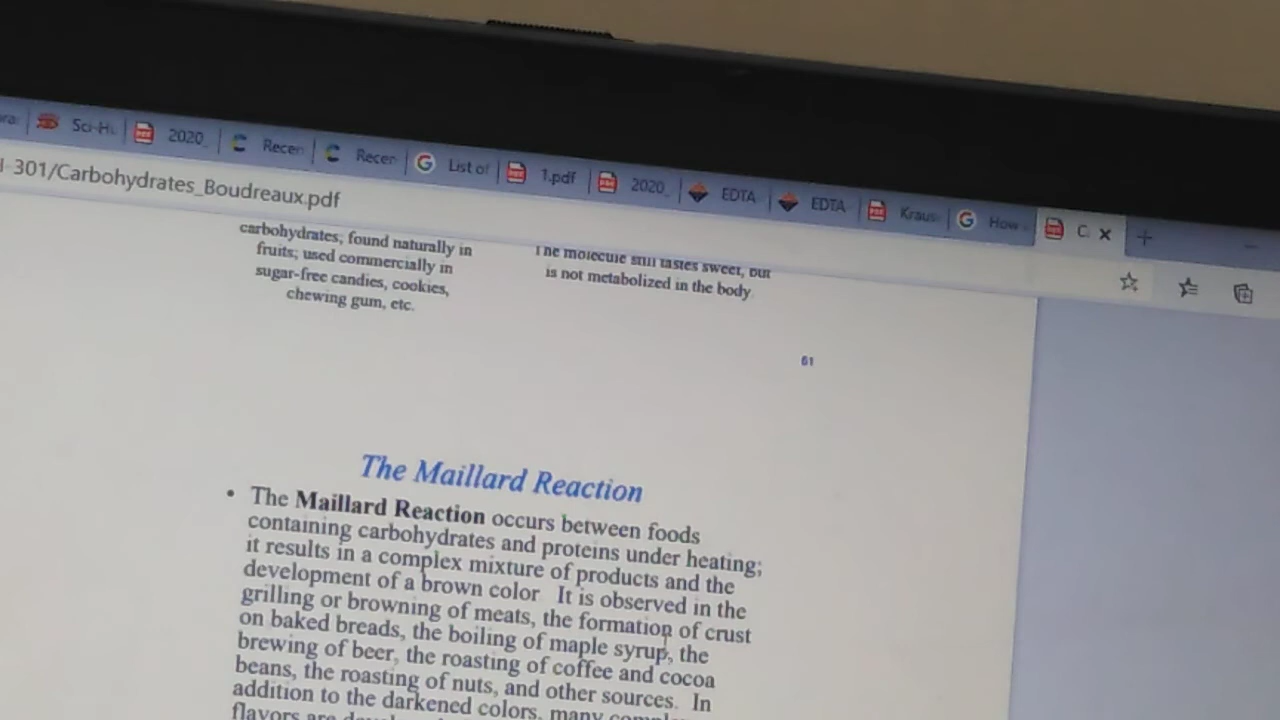 Sci-H
2020_
Recen
Recen
List of
1.pdf
2020_
EDTA
EDTA
Kraus
How
C
301/Carbohydrates_Boudreaux.pdf
carbohydrates; found naturally in
fruits; used commercially in
sugar-free candies, cookies,
chewing gum, etc.
The molecule still tastes sweet, but
is not metabolized in the body
61
The Maillard Reaction
• The Maillard Reaction occurs between foods
containing carbohydrates and proteins under heating;
it results in a complex mixture of products and the
development of a brown color It is observed in the
grilling or browning of meats, the formation of crust
on baked breads, the boiling of maple syrup, the
brewing of beer, the roasting of coffee and cocoa
beans, the roasting of nuts, and other sources. In
addition to the darkened colors, many
flavors are